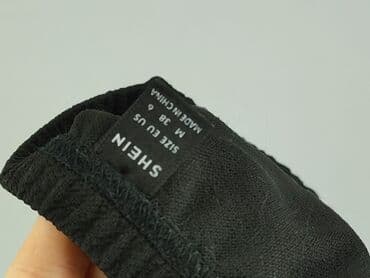 SHEIN
SIZE EU US
M 38 6
MADE IN CHINA